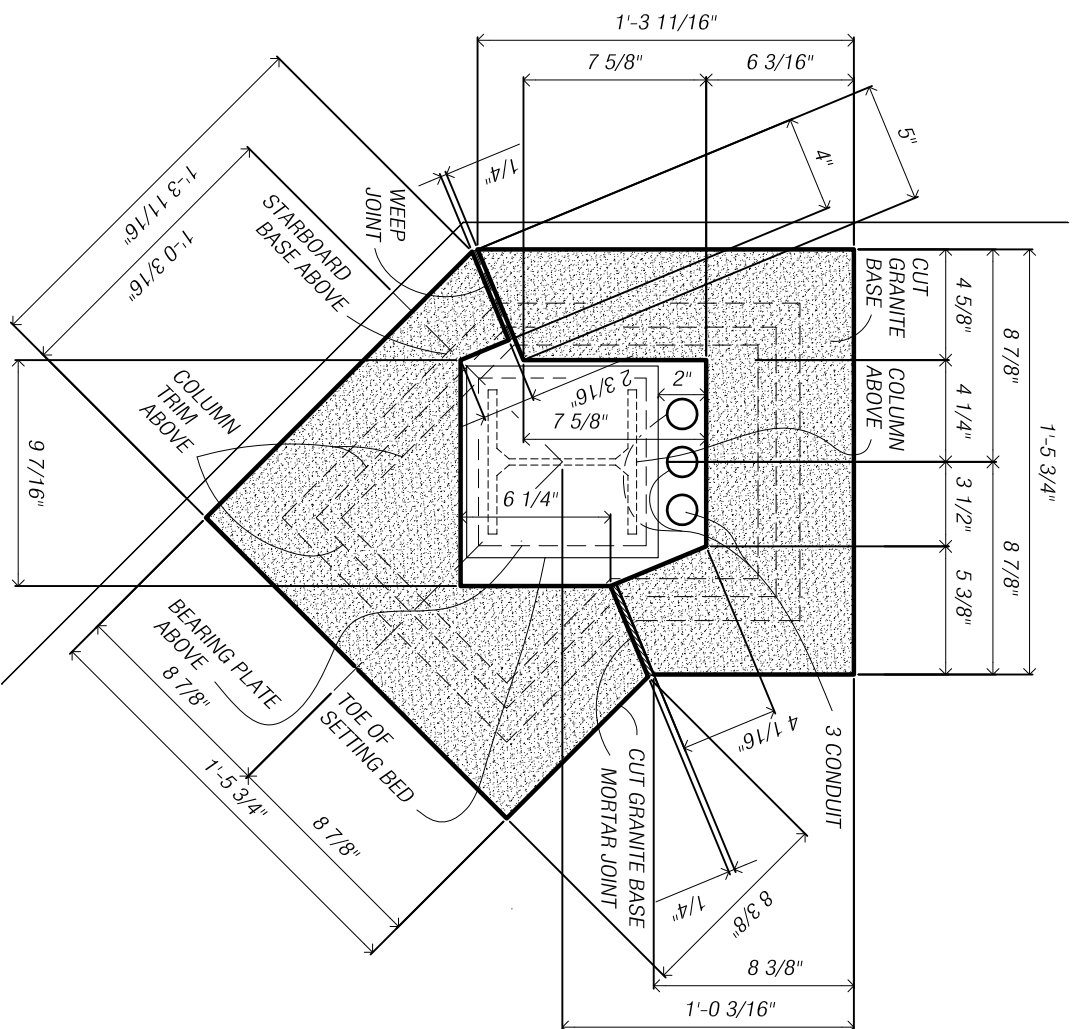 1'-3 11/16"
7 5/8"
6 3/16"
5"
4"
1/4"
WEEP
JOINT
STARBOARD
BASE ABOVE
1'-3 11/16"
1'-0 3/16"
CUT
GRANITE
BASE
4 5/8"
8 7/8"
COLUMN
ABOVE
4 1/4"
1'-5 3/4"
3 1/2"
8 7/8"
5 3/8"
COLUMN
TRIM
ABOVE
9 7/16"
2 3/16"
2"
7 5/8"
6 1/4"
BEARING PLATE
ABOVE
8 7/8"
1'-5 3/4"
8 7/8"
TOE OF
SETTING BED
CUT GRANITE BASE
MORTAR JOINT
4 1/16"
3 CONDUIT
1/4"
8 3/8"
8 3/8"
1'-0 3/16"